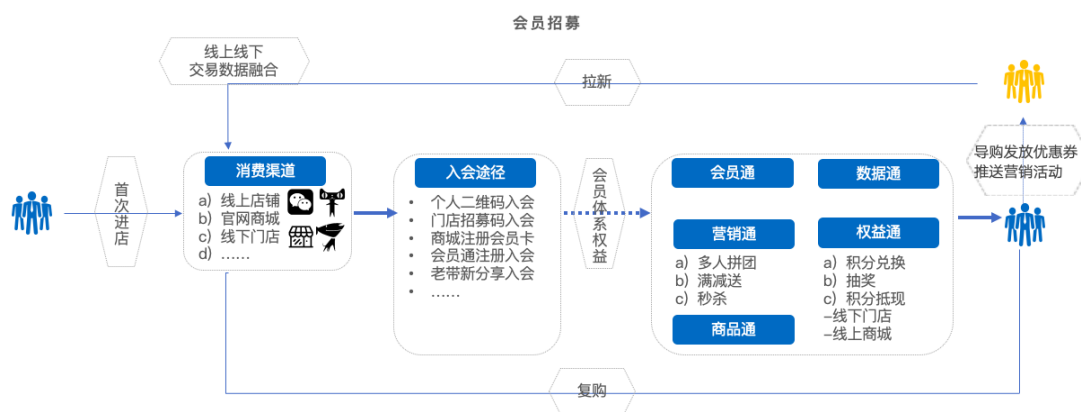 会员招募
线上线下
交易数据融合
拉新
导购发放优惠券
推送营销活动
首次进店
消费渠道
a) 线上店铺
b) 官网商城
c) 线下门店
d) ……
入会途径
• 个人二维码入会
• 门店招募码入会
• 商城注册会员卡
• 会员通注册入会
• 老带新分享入会
• ……
会员体系权益
会员通
数据通
营销通
a) 多人拼团
b) 满减送
c) 秒杀
商品通
权益通
a) 积分兑换
b) 抽奖
c) 积分抵现
–线下门店
–线上商城
复购